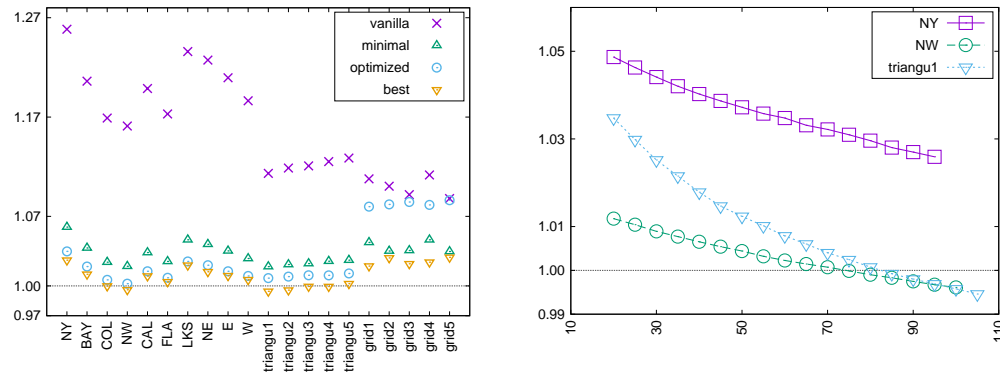 1.27
1.17
1.07
1.00
0.97
vanilla
minimal
optimized
best
NY
BAY
COL
NW
CAL
FLA
LKS
NE
E
W
triangu1
triangu2
triangu3
triangu4
triangu5
grid1
grid2
grid3
grid4
grid5
1.05
1.03
1.01
1.00
0.99
NY
NW
triangu1
10
30
50
70
90
110